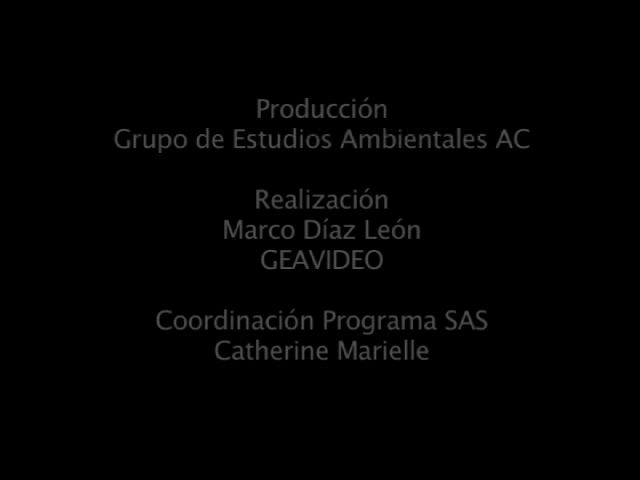 Producción
Grupo de Estudios Ambientales AC
Realización
Marco Díaz León
GEAVIDEO
Coordinación Programa SAS
Catherine Marielle